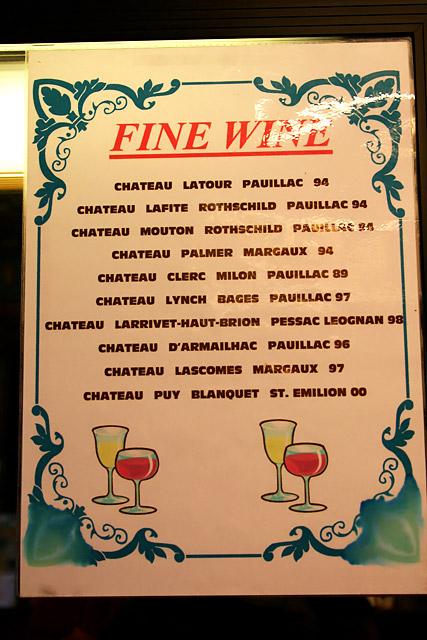 FINE WINE
CHATEAU LATOUR PAUILLAC 94
CHATEAU LAFITE ROTHSCHILD PAUILLAC 94
CHATEAU MOUTON ROTHSCHILD PAUILLAC 94
CHATEAU PALMER MARGAUX 94
CHATEAU CLERC MILON PAUILLAC 89
CHATEAU LYNCH BAGES PAUILLAC 97
CHATEAU LARRIVET-HAUT-BRION PESSAC LEOGNAN 98
CHATEAU D'ARMAILHAC PAUILLAC 96
CHATEAU LASCOMES MARGAUX 97
CHATEAU PUY BLANQUET ST. EMILION 00